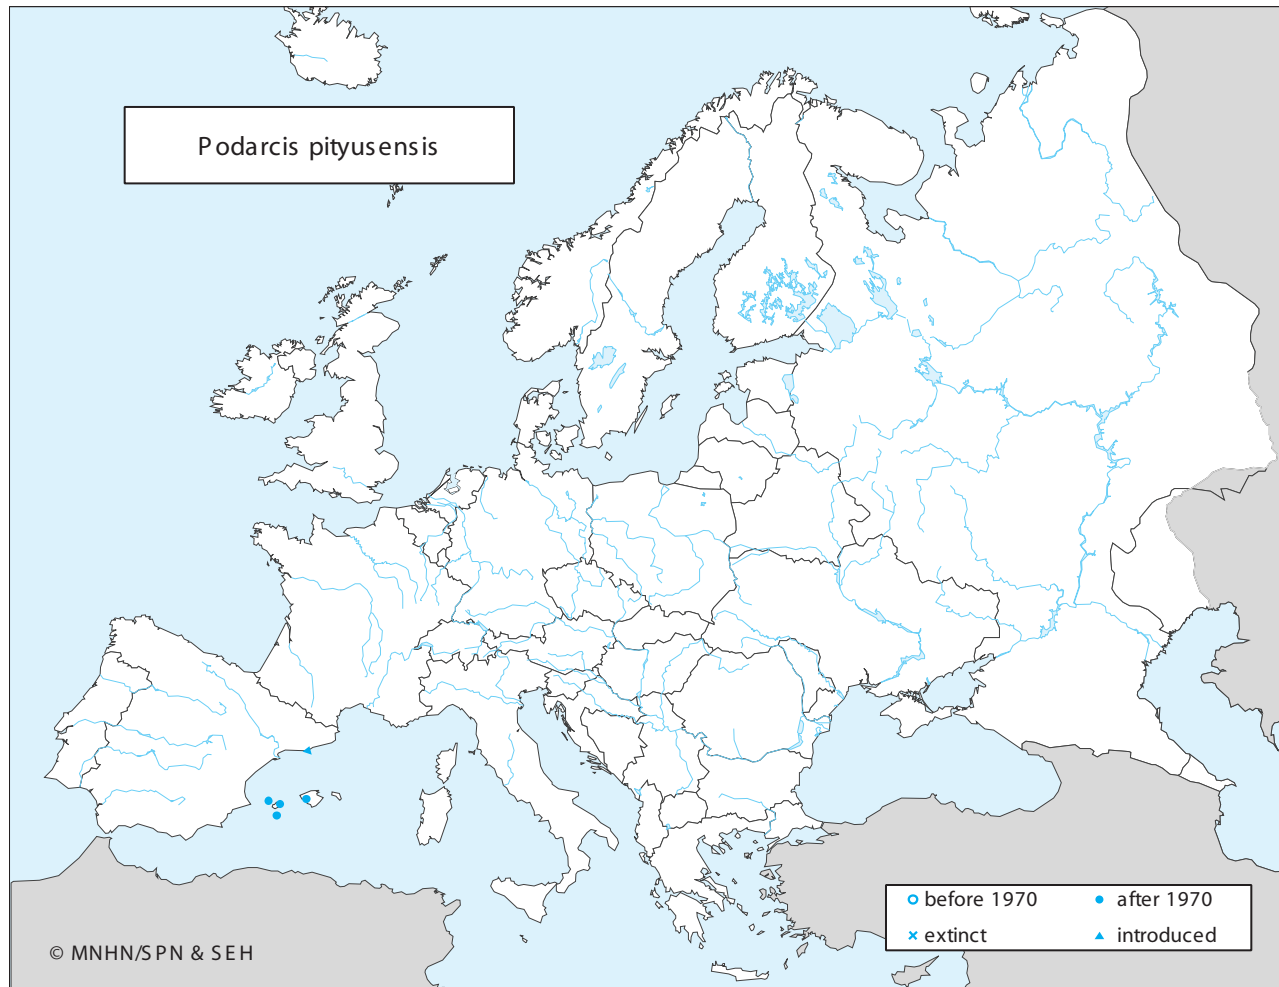 Podarcis pityusensis
before 1970
after 1970
extinct
introduced
© MNHN/SPN & SEH